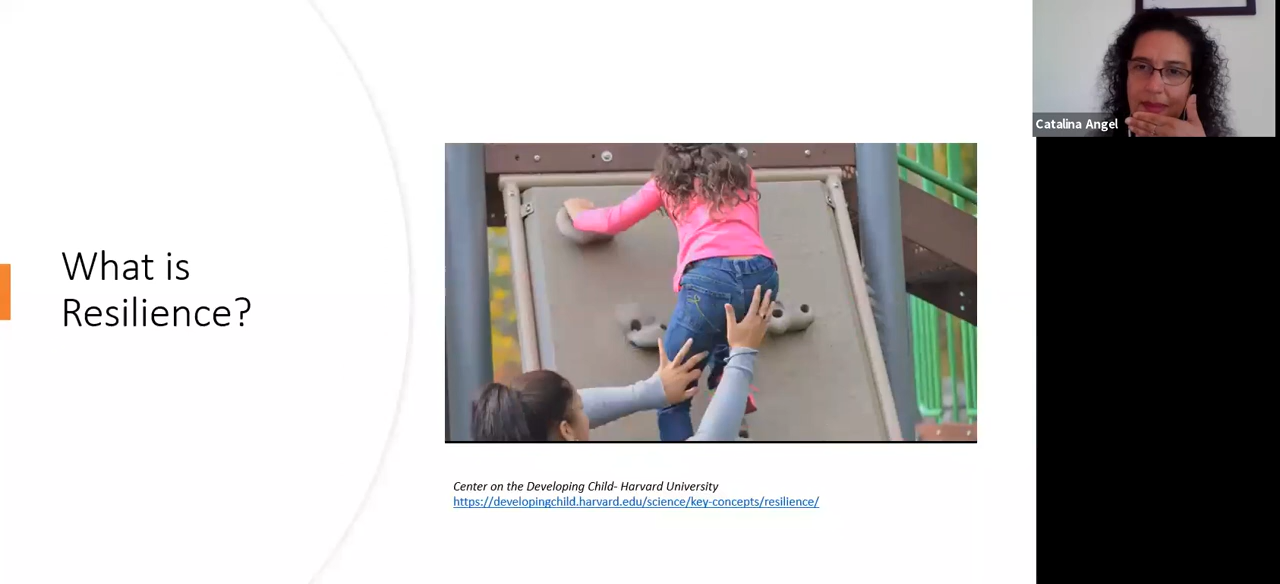 What is
Resilience?
Catalina Angel
Center on the Developing Child- Harvard University
https://developingchild.harvard.edu/science/key-concepts/resilience/